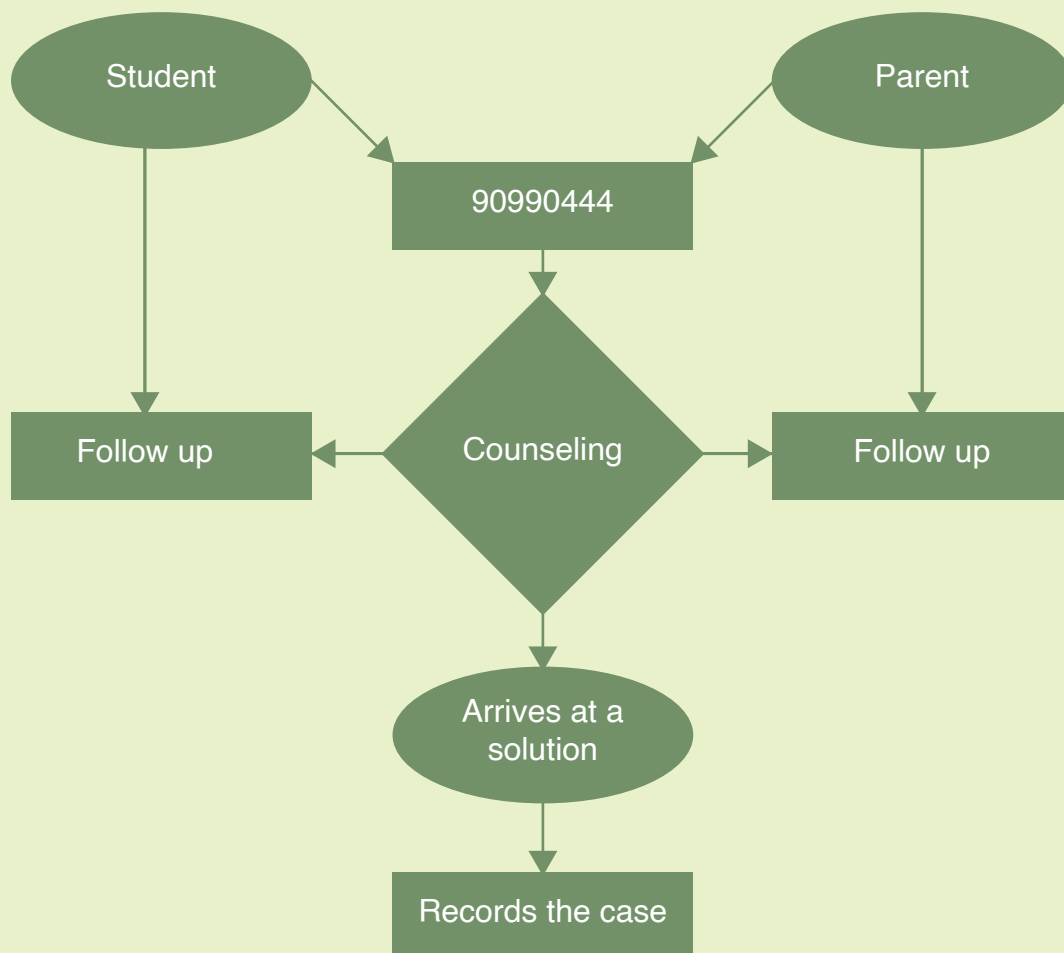 Student
Parent
90990444
Follow up
Counseling
Follow up
Arrives at a
solution
Records the case